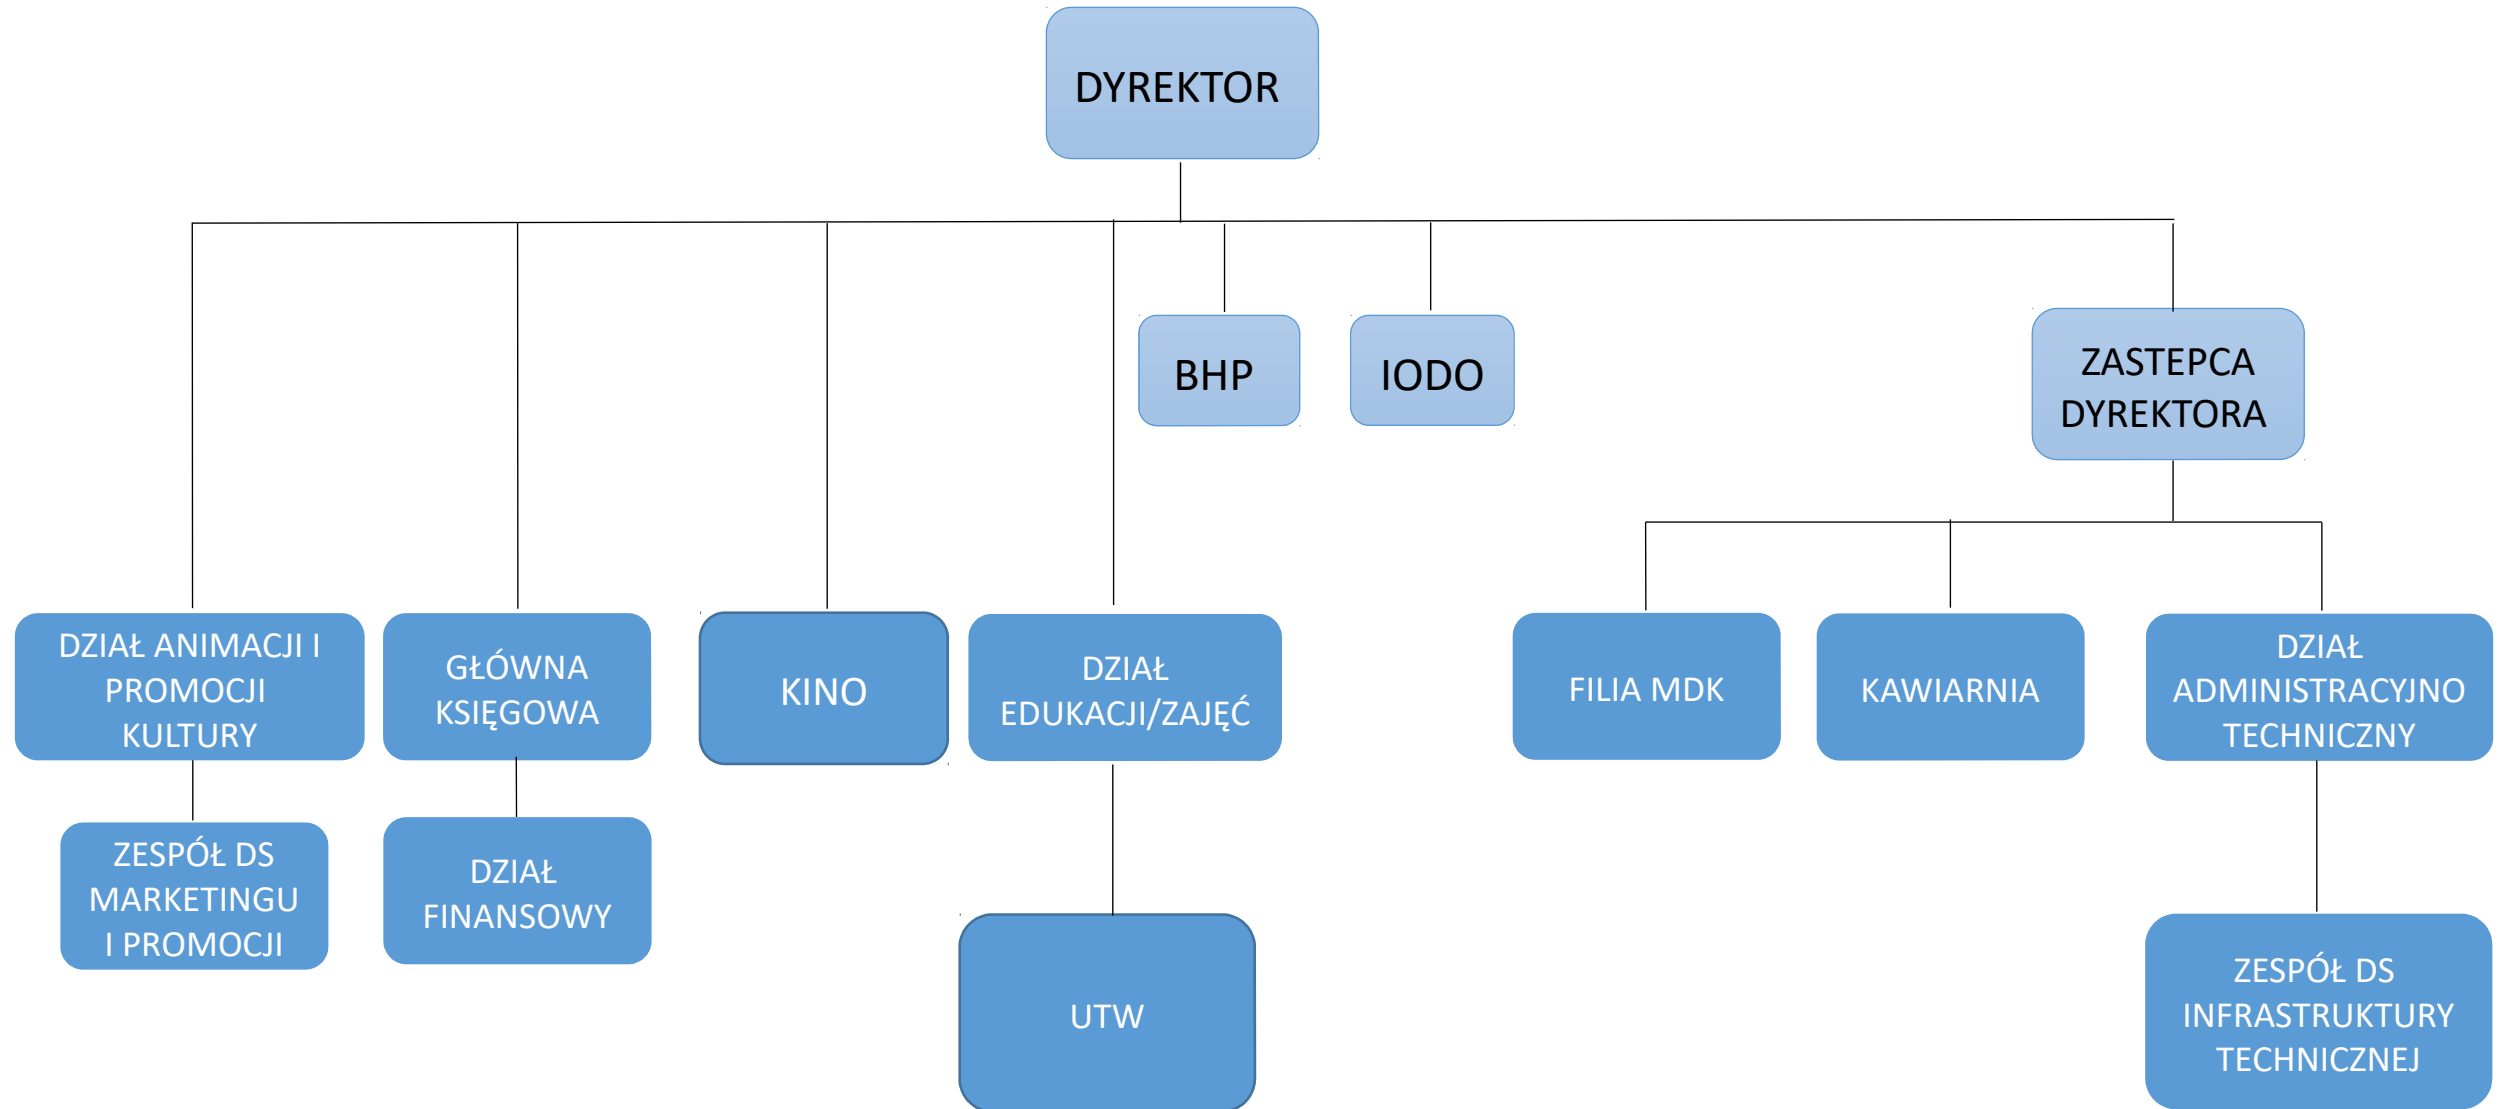 DYREKTOR
BHP
IODO
ZASTEPCA
DYREKTORA
DZIAŁ ANIMACJI I
PROMOCJI
KULTURY
GŁÓWNA
KSIĘGOWA
KINO
DZIAŁ
EDUKACJI/ZAJĘĆ
FILIA MDK
KAWIARNIA
DZIAŁ
ADMINISTRACYJNO
TECHNICZNY
ZESPÓŁ DS
MARKETINGU
I PROMOCJI
DZIAŁ
FINANSOWY
UTW
ZESPÓŁ DS
INFRASTRUKTURY
TECHNICZNEJ